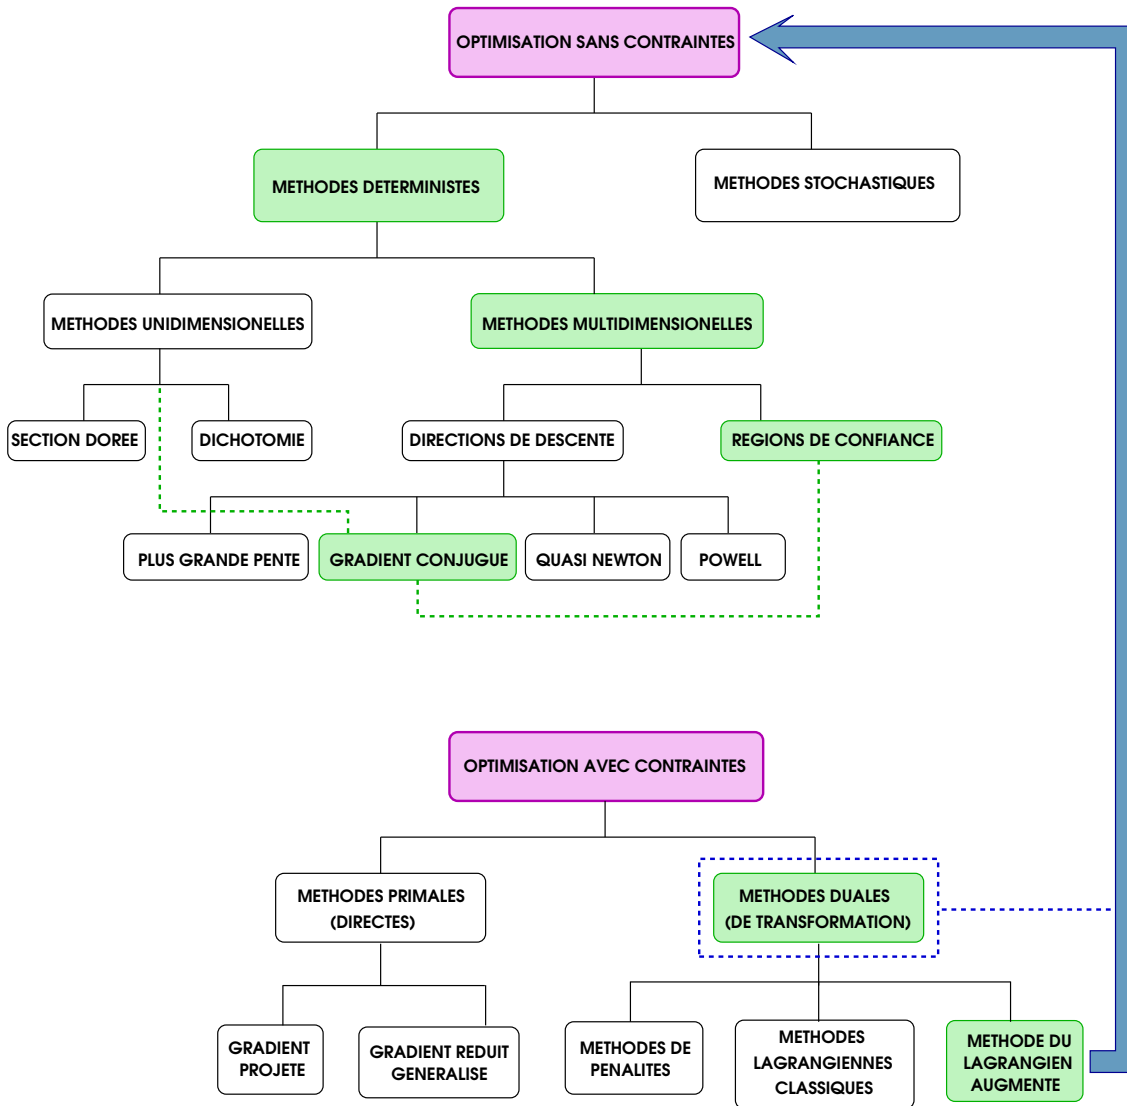 OPTIMISATION SANS CONTRAINTES
METHODES DETERMINISTES
METHODES STOCHASTIQUES
METHODES UNIDIMENSIONELLES
METHODES MULTIDIMENSIONELLES
SECTION DOREE
DICHOTOMIE
DIRECTIONS DE DESCENTE
REGIONS DE CONFIANCE
PLUS GRANDE PENTE
GRADIENT CONJUGUE
QUASI NEWTON
POWELL
OPTIMISATION AVEC CONTRAINTES
METHODES PRIMALES
(DIRECTES)
METHODES DUALES
(DE TRANSFORMATION)
GRADIENT
PROJETE
GRADIENT REDUIT
GENERALISE
METHODES DE
PENALITES
METHODES
LAGRANGIENNES
CLASSIQUES
METHODE DU
LAGRANGIEN
AUGMENTE